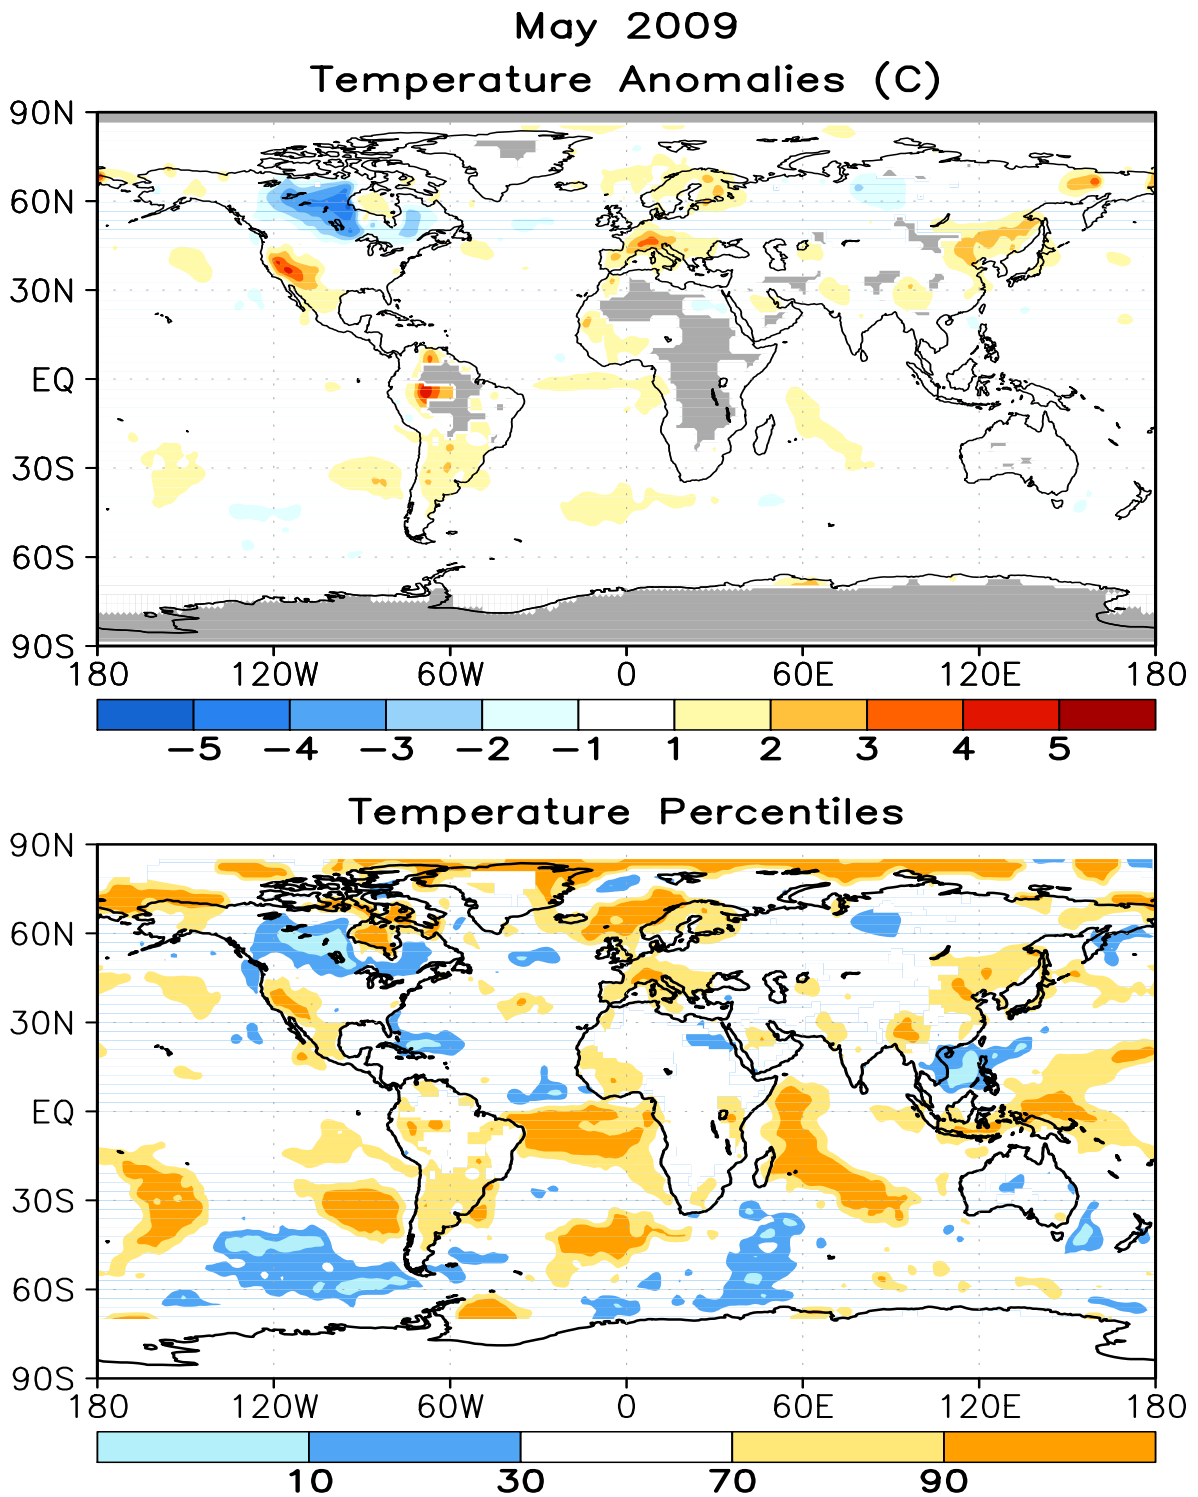 May 2009
Temperature Anomalies (C)
90N
60N
30N
EQ
30S
60S
90S
180 120W 60W 0 60E 120E 180
−5 −4 −3 −2 −1 1 2 3 4 5
Temperature Percentiles
90N
60N
30N
EQ
30S
60S
90S
180 120W 60W 0 60E 120E 180
10 30 70 90